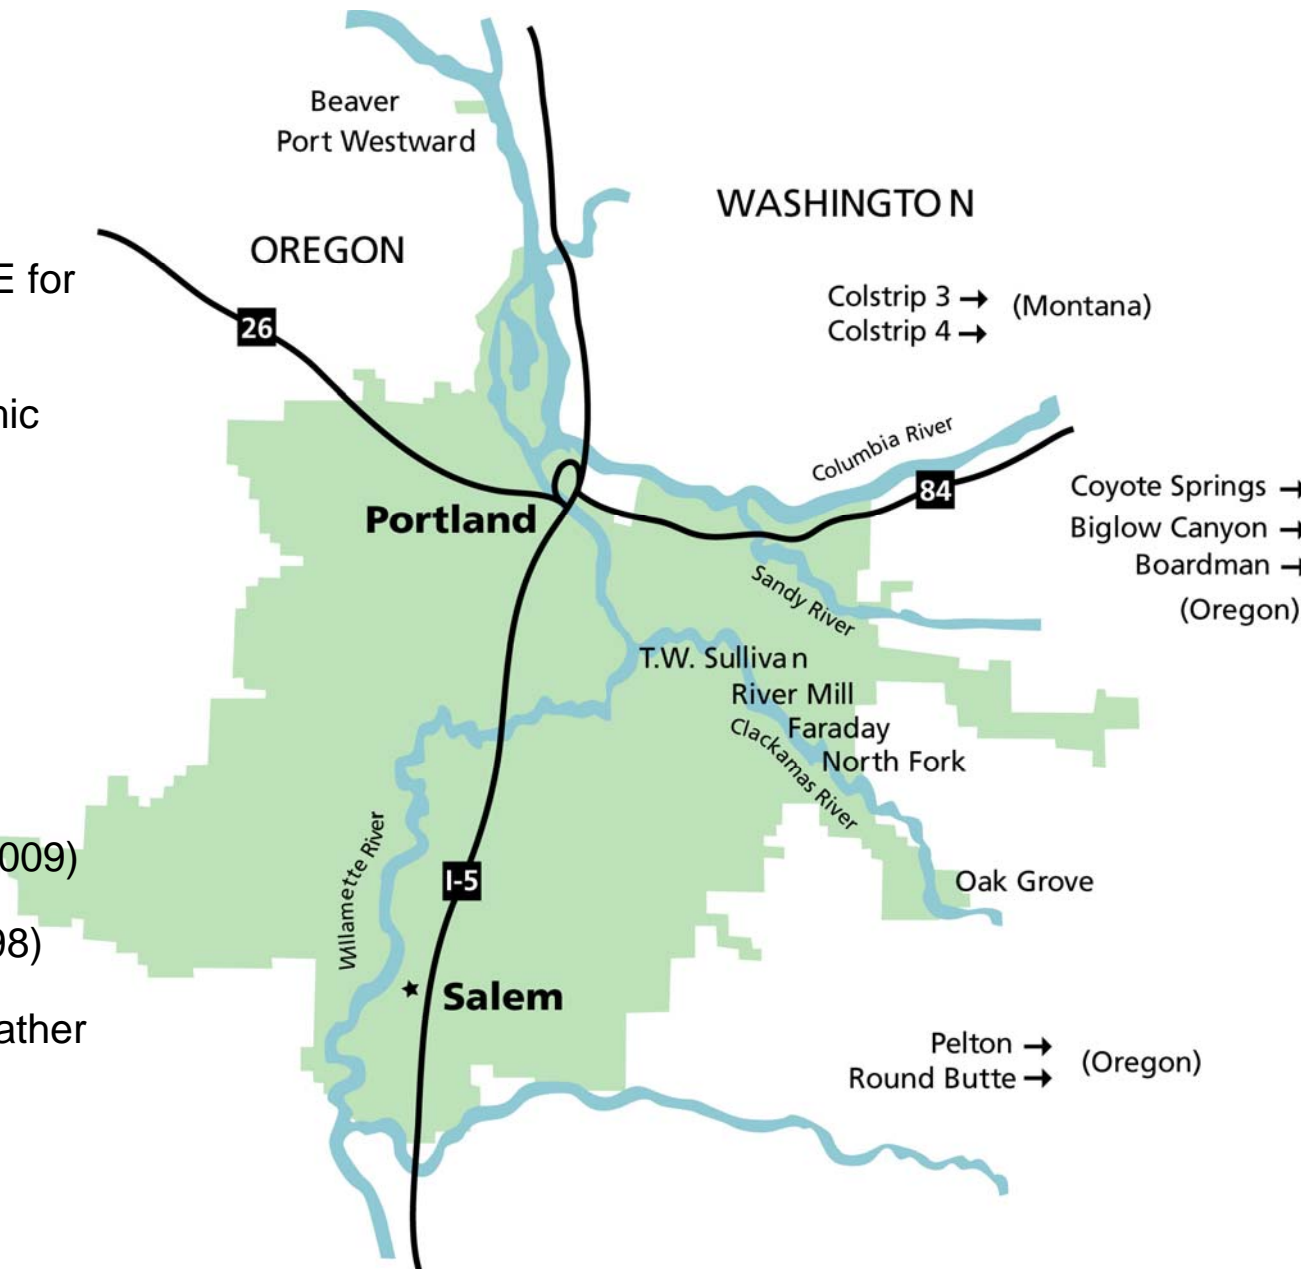 Beaver
Port Westward
WASHINGTON
OREGON
E for
26
Colstrip 3 → (Montana)
Colstrip 4 →
nic
Columbia River
84
Coyote Springs →
Portland
Biglow Canyon →
Boardman →
Sandy River
(Oregon)
T.W. Sullivan
River Mill
Faraday
Clackamas River
North Fork
Willamette River
009)
I-5
Oak Grove
98)
Salem
ather
Pelton → (Oregon)
Round Butte →